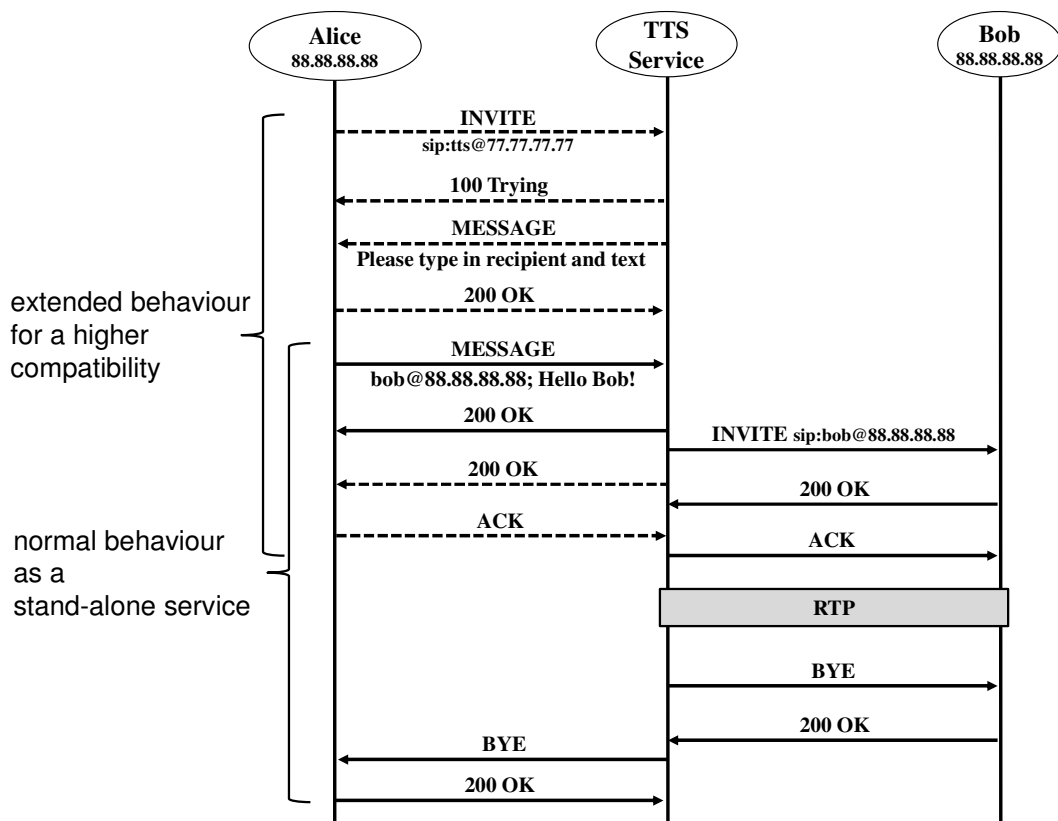 Alice
88.88.88.88
TTS
Service
Bob
88.88.88.88
INVITE
sip:tts@77.77.77.77
100 Trying
MESSAGE
Please type in recipient and text
200 OK
extended behaviour
for a higher
compatibility
MESSAGE
bob@88.88.88.88; Hello Bob!
200 OK
INVITE sip:bob@88.88.88.88
200 OK
200 OK
ACK
ACK
normal behaviour
as a
stand-alone service
RTP
BYE
200 OK
BYE
200 OK